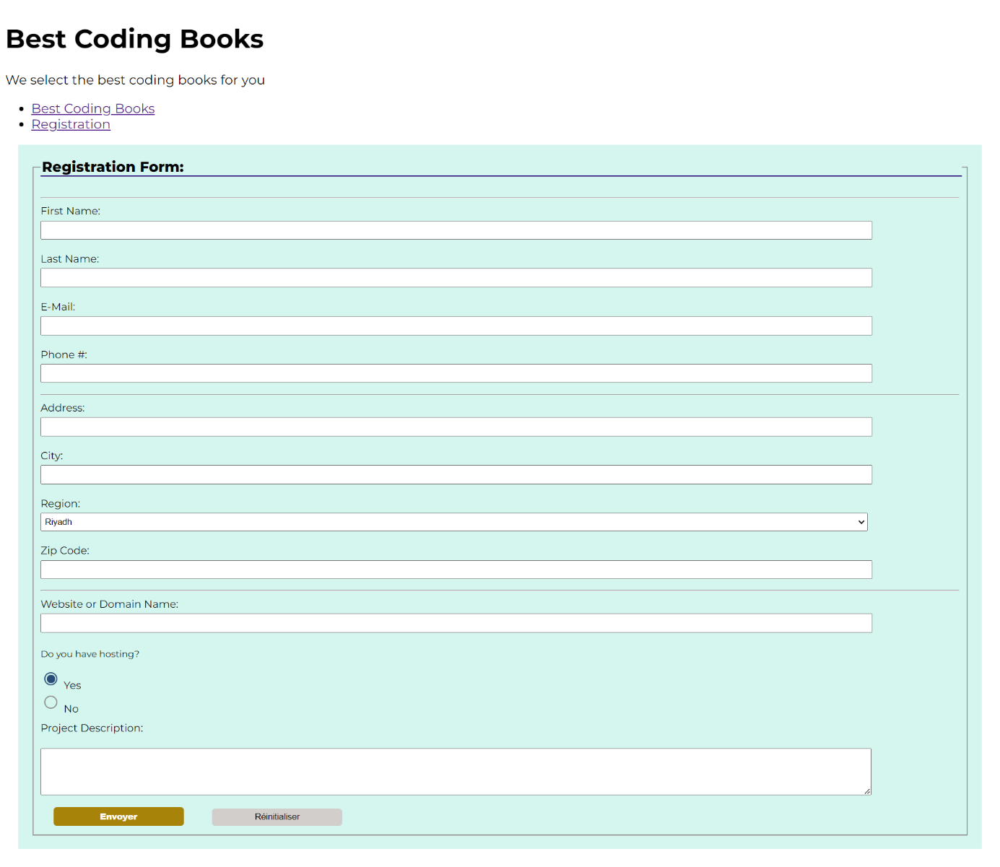 Best Coding Books
We select the best coding books for you
Best Coding Books
Registration
Registration Form:
First Name:
Last Name:
E-Mail:
Phone #:
Address:
City:
Region:
Riyadh
Zip Code:
Website or Domain Name:
Do you have hosting?
Yes
No
Project Description:
Envoyer Réinitialiser